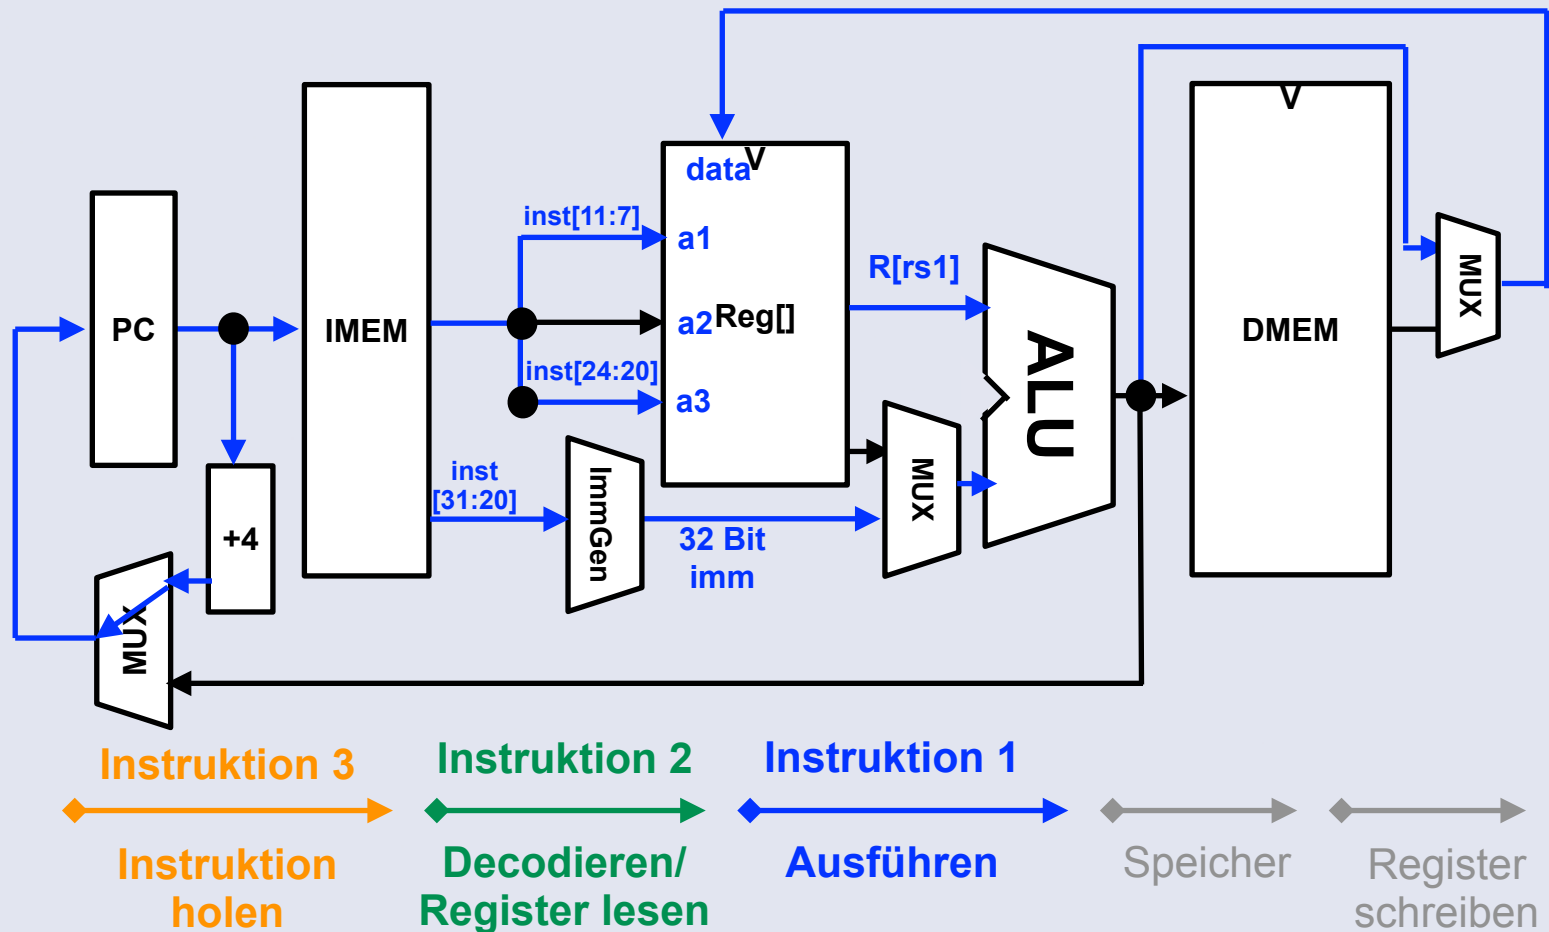 V
data V
inst[11:7]
a1
R[rs1]
MUX
PC
IMEM
a2 Reg[]
ALU
DMEM
inst[24:20]
a3
inst
[31:20]
ImmGen
MUX
32 Bit
imm
+4
MUX
Instruktion 3
Instruktion 2
Instruktion 1
Instruktion
holen
Decodieren/
Register lesen
Ausführen
Speicher
Register
schreiben